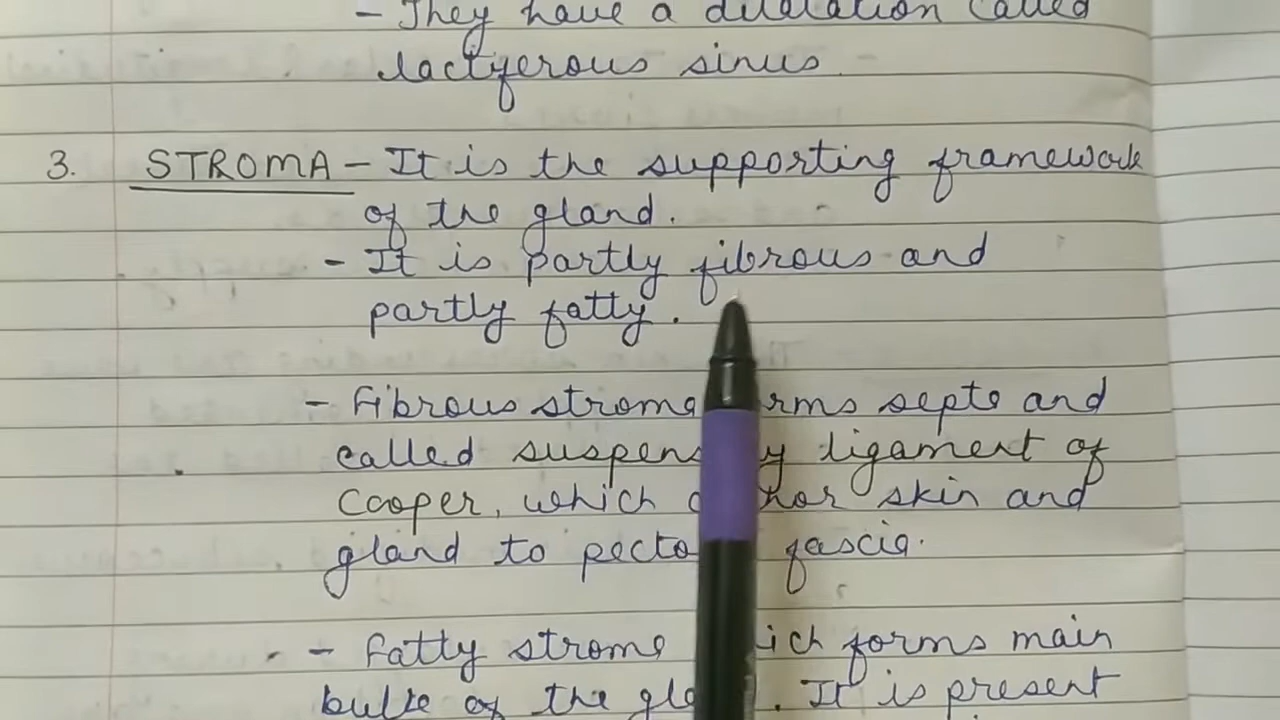 - They have a dilatation called
lactiferous sinus.
3. STROMA - It is the supporting framework
of the gland.
- It is partly fibrous and
partly fatty.
- Fibrous stroma septa and
called ligament of
Cooper, which skin and
gland to fascia.
- Fatty stroma forms main
bulk of the . It is present